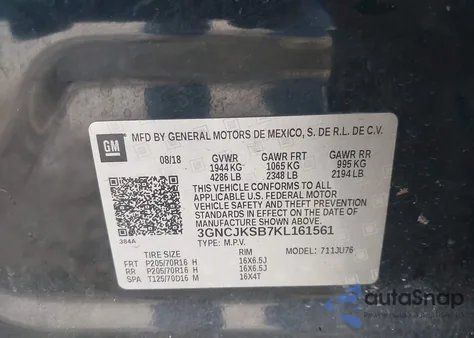 GM
MFD BY GENERAL MOTORS DE MEXICO, S. DE R.L. DE C.V.
08/18 GVWR GAWR FRT GAWR RR
1944 KG 1065 KG 995 KG
4286 LB 2348 LB 2194 LB
THIS VEHICLE CONFORMS TO ALL
APPLICABLE U.S. FEDERAL MOTOR
VEHICLE SAFETY, BUMPER, AND THEFT
PREVENTION STANDARDS IN EFFECT ON
THE DATE OF MANUFACTURE SHOWN ABOVE.
3GNCJKSB7KL161561
384A TYPE: M.P.V. MODEL: 711JU76
TIRE SIZE RIM
FRT P205/70R16 H 16X6.5J
RR P205/70R16 H 16X6.5J
SPA T125/70D16 M 16X4T
autoSnap